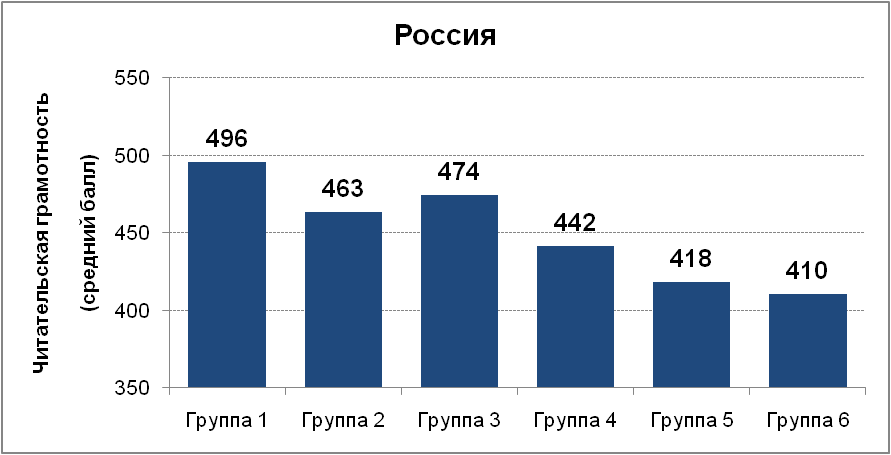 Россия
Читательская грамотность
(средний балл)
550
500
450
400
350
496
463
474
442
418
410
Группа 1
Группа 2
Группа 3
Группа 4
Группа 5
Группа 6